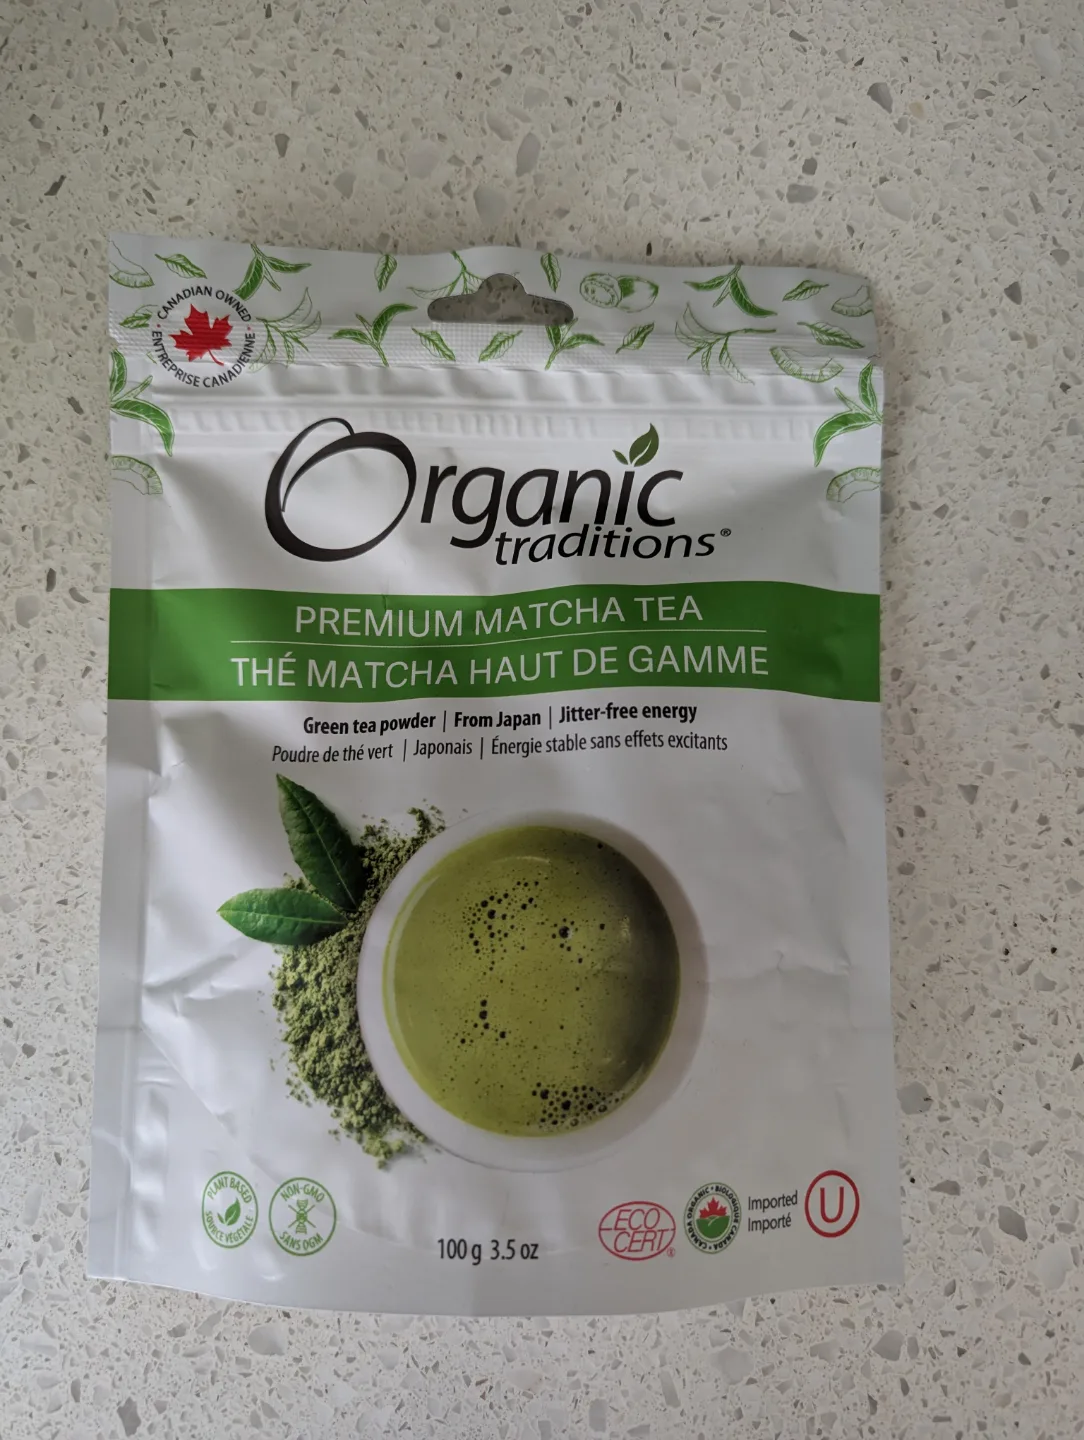 CANADIAN OWNED
ENTREPRISE CANADIENNE
Organic
traditions®
PREMIUM MATCHA TEA
THÉ MATCHA HAUT DE GAMME
Green tea powder | From Japan | Jitter-free energy
Poudre de thé vert | Japonais | Énergie stable sans effets excitants
PLANT BASED
SOURCE VÉGÉTALE
NON-GMO
SANS OGM
100 g 3.5 oz
ECO
CERT®
CANADA ORGANIC • BIOLOGIQUE CANADA
Imported
Importé
U